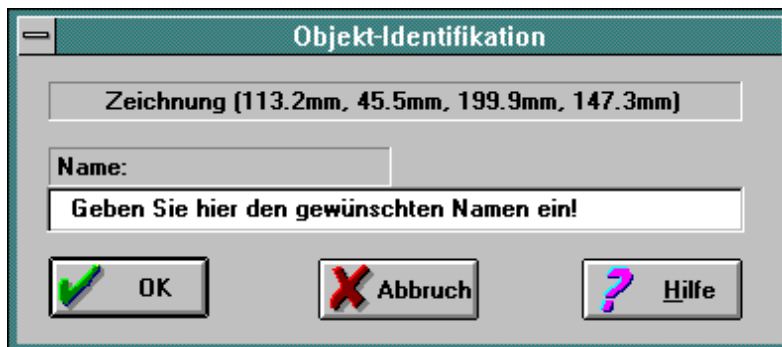 Objekt-Identifikation
Zeichnung (113.2mm, 45.5mm, 199.9mm, 147.3mm)
Name:
Geben Sie hier den gewünschten Namen ein!
OK Abbruch Hilfe